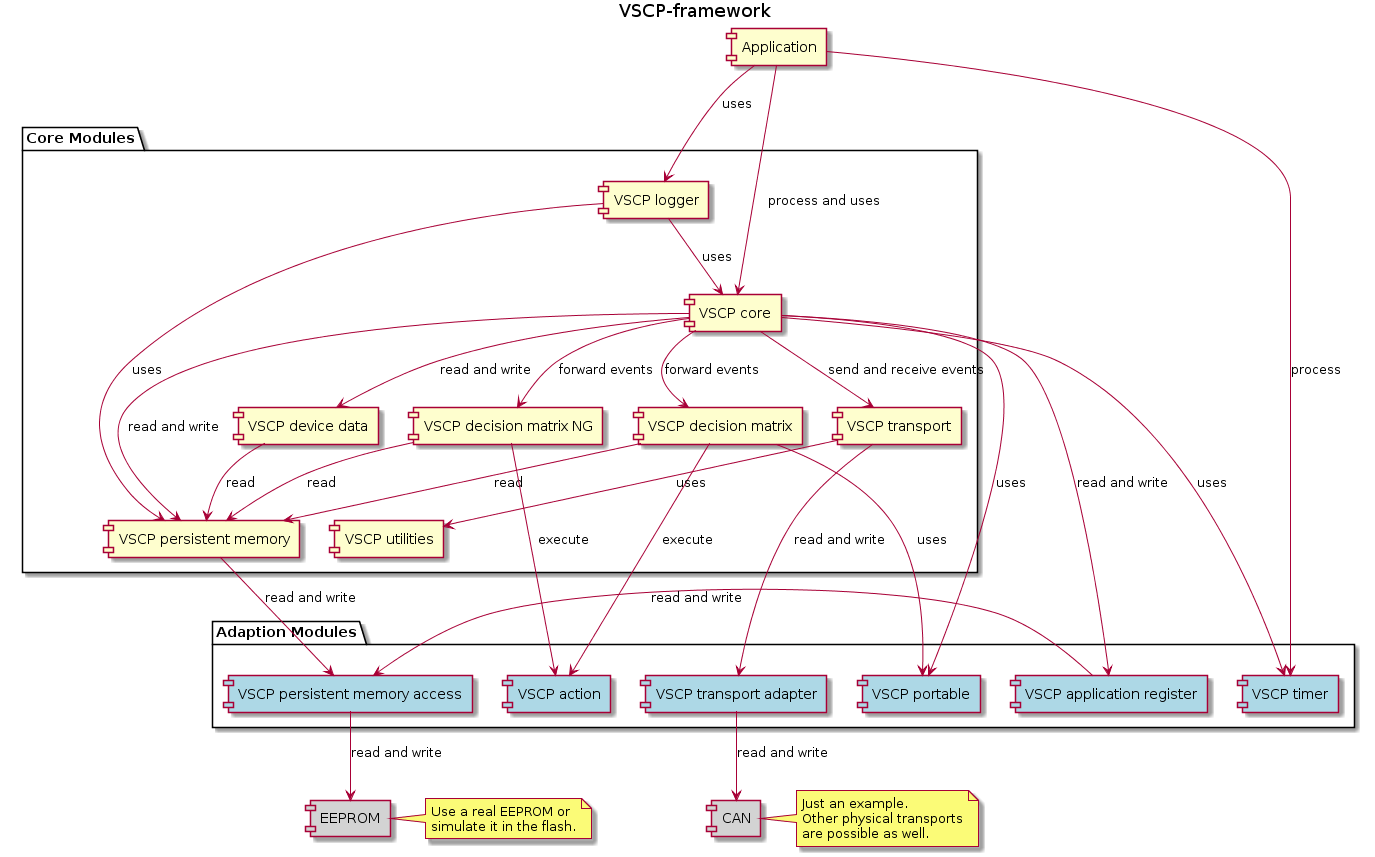 VSCP-framework
Application
uses
Core Modules
VSCP logger
process and uses
uses
VSCP core
uses
read and write
forward events
forward events
send and receive events
process
read and write
VSCP device data
VSCP decision matrix NG
VSCP decision matrix
VSCP transport
read
read
read
uses
uses
read and write
uses
VSCP persistent memory
VSCP utilities
execute
execute
read and write
uses
read and write
read and write
Adaption Modules
VSCP persistent memory access
VSCP action
VSCP transport adapter
VSCP portable
VSCP application register
VSCP timer
read and write
read and write
EEPROM
Use a real EEPROM or
simulate it in the flash.
CAN
Just an example.
Other physical transports
are possible as well.